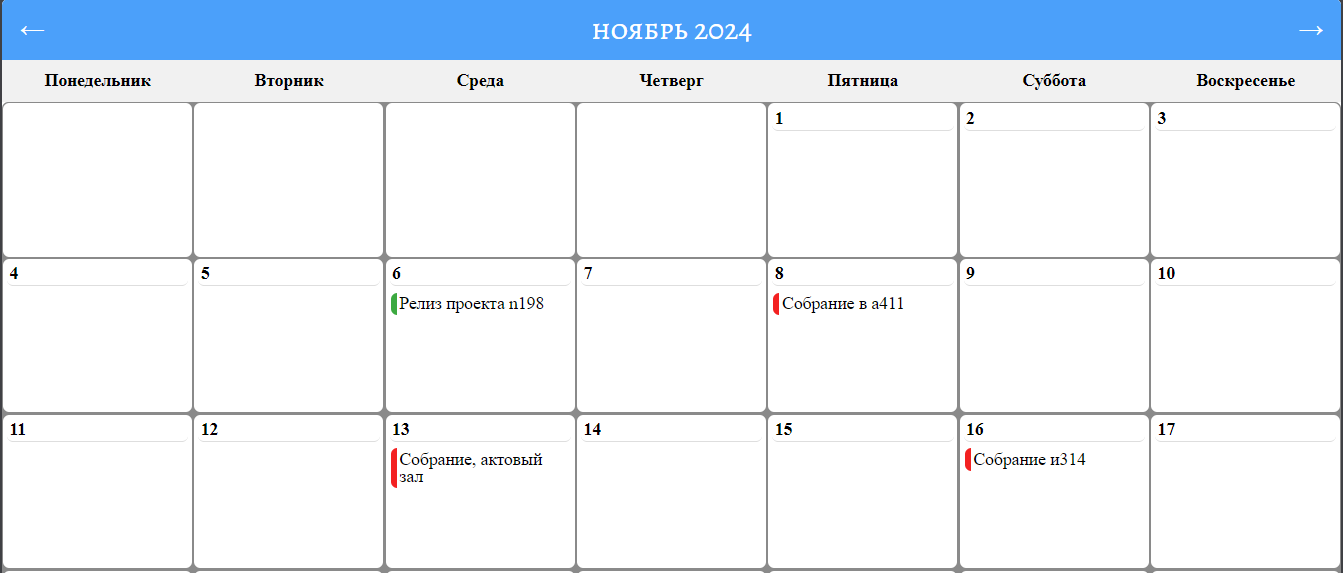 ← НОЯБРЬ 2024 →
Понедельник Вторник Среда Четверг Пятница Суббота Воскресенье
1 2 3
4 5 6 7 8 9 10
Релиз проекта n198 Собрание в а411
11 12 13 14 15 16 17
Собрание, актовый Собрание и314
зал